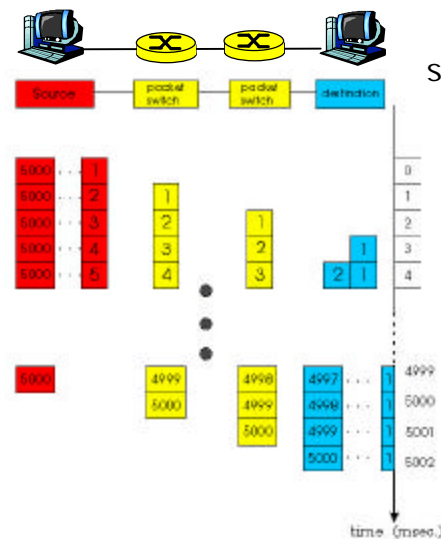 S
Source packet switch packet switch destination
5000 ... 1 0
5000 ... 2 1 1
5000 ... 3 2 1 2
5000 ... 4 3 2 1 3
5000 ... 5 4 3 2 1 4
5000 4999 4998 4997 ... 1 4999
5000 4999 4998 ... 1 5000
5000 4999 ... 1 5001
5000 ... 1 5002
time (msec.)